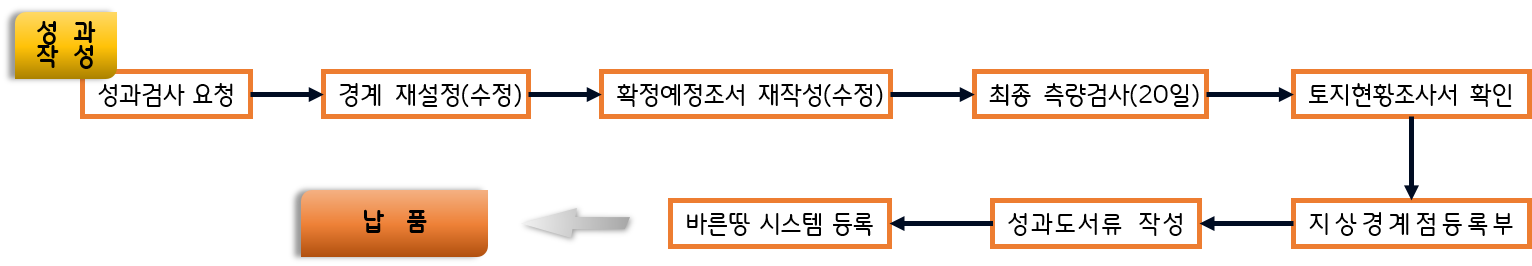 성 과
작 성
성과검사 요청
경계 재설정(수정)
확정예정조서 재작성(수정)
최종 측량검사(20일)
토지현황조사서 확인
지상경계점등록부
성과도서류 작성
바른땅 시스템 등록
납 품